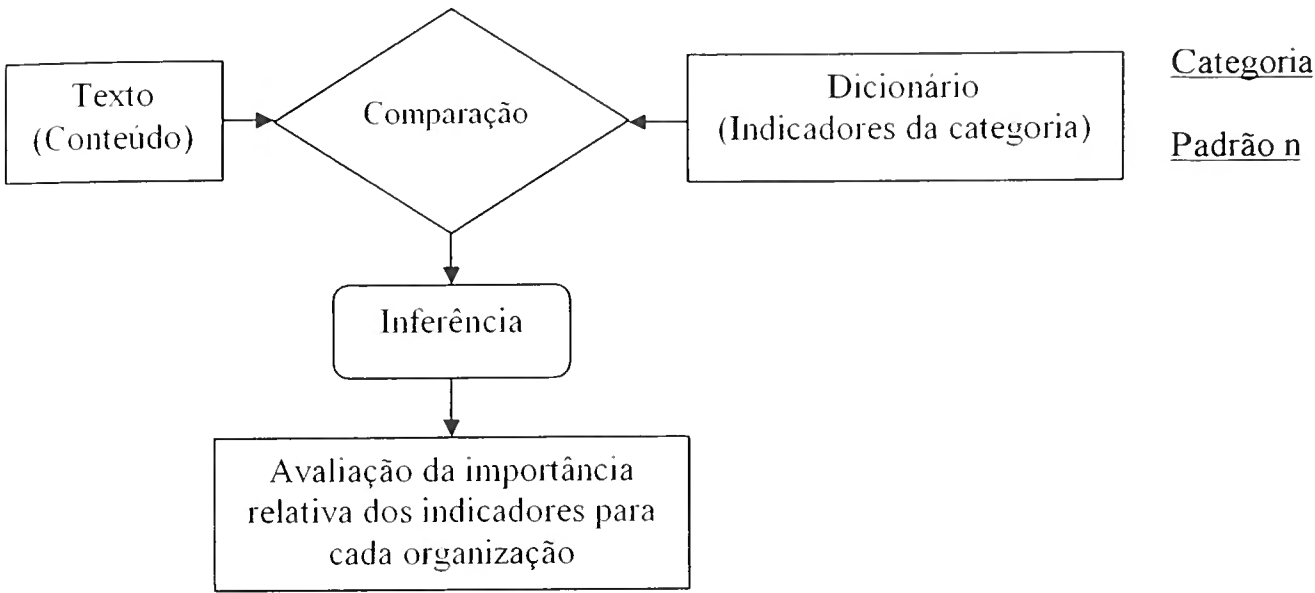 Texto
(Conteúdo)
Comparação
Dicionário
(Indicadores da categoria)
Categoria
Padrão n
Inferência
Avaliação da importância
relativa dos indicadores para
cada organização